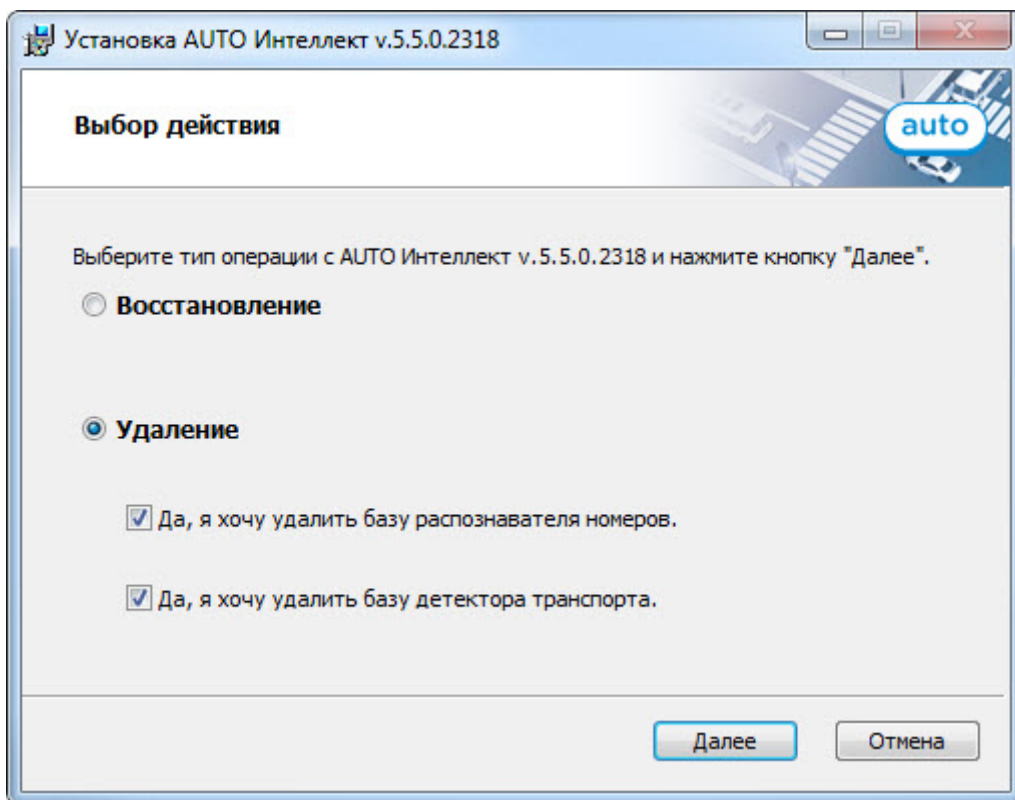 Установка AUTO Интеллект v.5.5.0.2318
Выбор действия
auto
Выберите тип операции с AUTO Интеллект v.5.5.0.2318 и нажмите кнопку "Далее".
Восстановление
Удаление
Да, я хочу удалить базу распознавателя номеров.
Да, я хочу удалить базу детектора транспорта.
Далее
Отмена